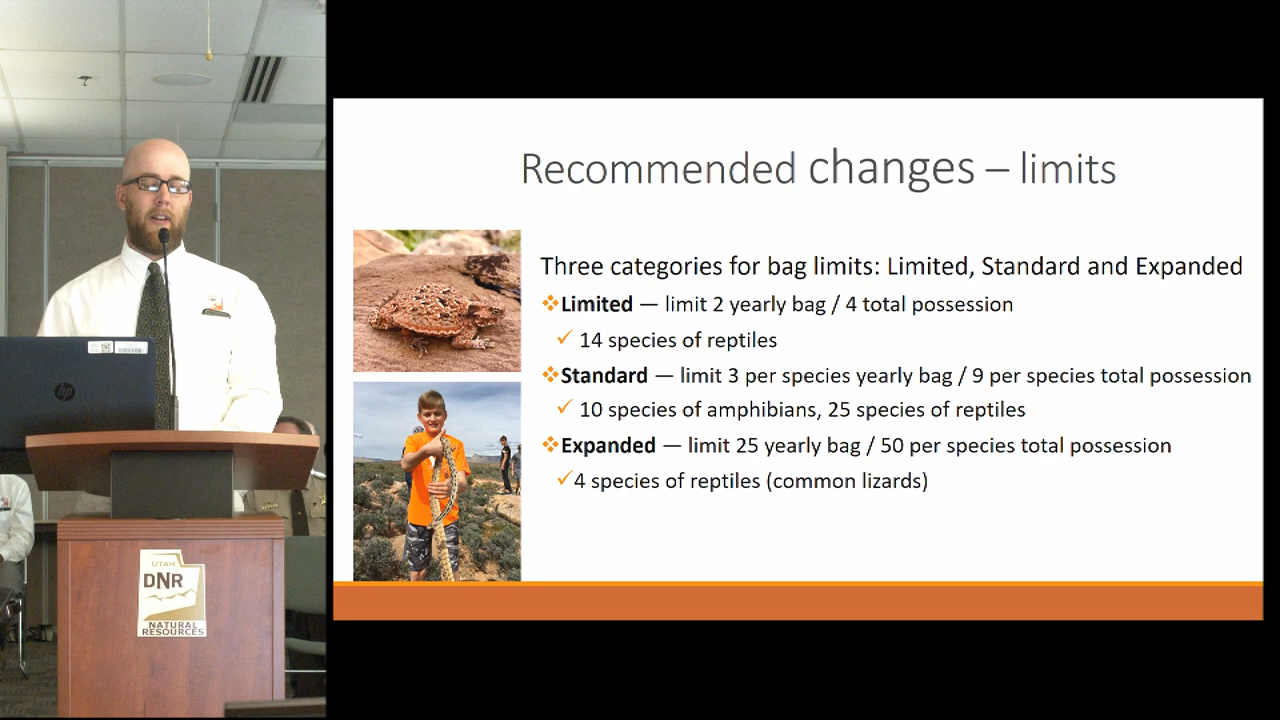 Recommended changes – limits
Three categories for bag limits: Limited, Standard and Expanded
❖Limited — limit 2 yearly bag / 4 total possession
✓ 14 species of reptiles
❖Standard — limit 3 per species yearly bag / 9 per species total possession
✓ 10 species of amphibians, 25 species of reptiles
❖Expanded — limit 25 yearly bag / 50 per species total possession
✓4 species of reptiles (common lizards)
hp
UTAH
DNR
NATURAL
RESOURCES